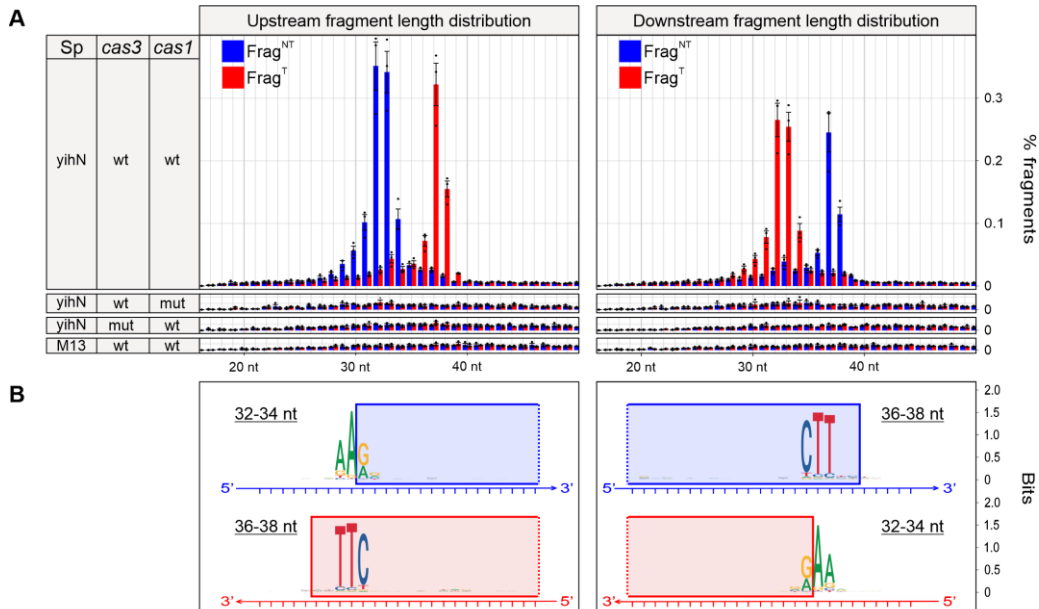 A
Upstream fragment length distribution
Downstream fragment length distribution
Sp cas3 cas1
Frag^NT
Frag^T
Frag^NT
Frag^T
yihN wt wt
0.3
0.2
0.1
0
% fragments
yihN wt mut
0
yihN mut wt
0
M13 wt wt
0
20 nt 30 nt 40 nt
20 nt 30 nt 40 nt
B
32-34 nt
AAG
A
5' 3'
36-38 nt
CTT
5' 3'
2.0
1.5
1.0
0.5
0
Bits
36-38 nt
TTC
3' 5'
32-34 nt
GAA
A
3' 5'
2.0
1.5
1.0
0.5
0